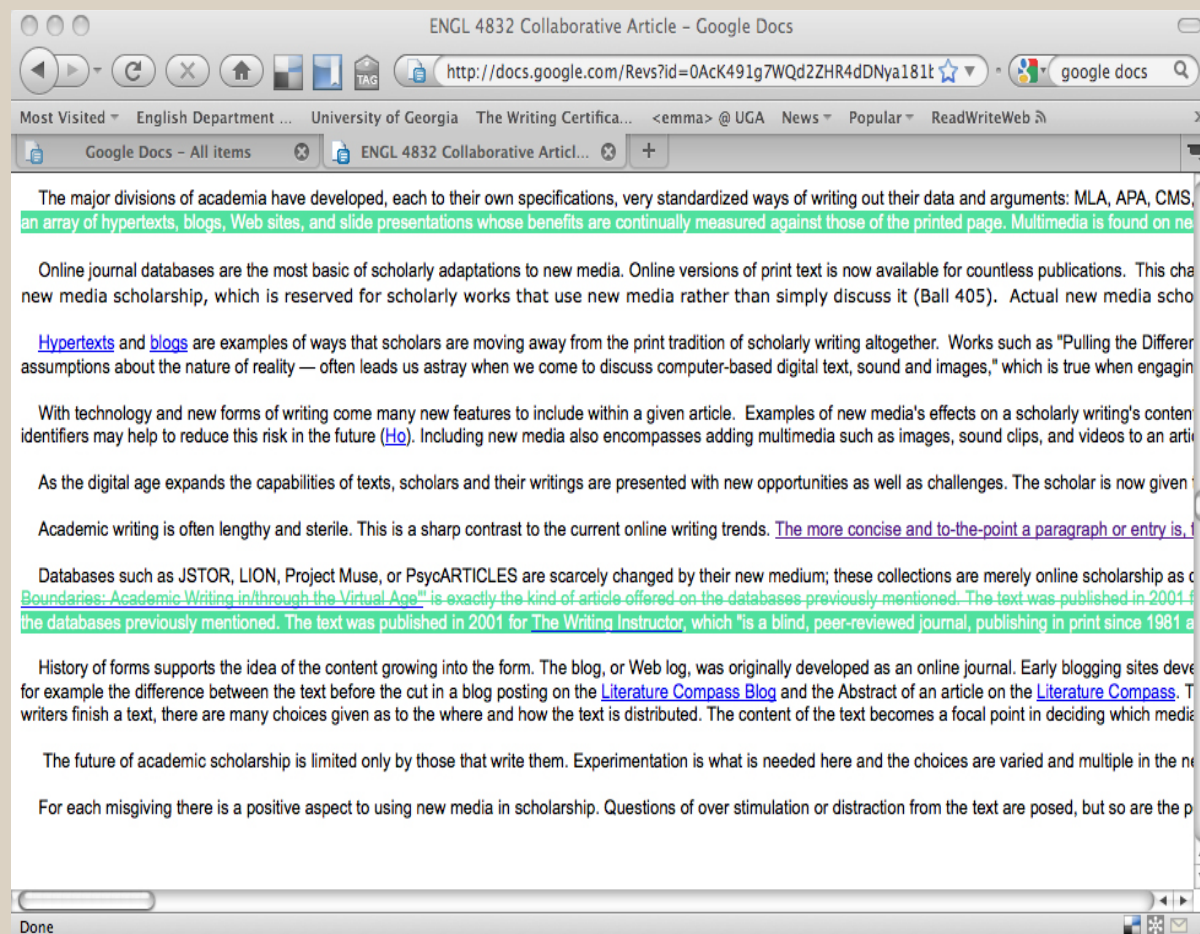 ENGL 4832 Collaborative Article – Google Docs
TAG
http://docs.google.com/Revs?id=0AcK491g7WQd2ZHR4dDNya181t
google docs
Most Visited English Department ... University of Georgia The Writing Certifica... <emma> @ UGA News Popular ReadWriteWeb
Google Docs – All items ENGL 4832 Collaborative Articl... +
The major divisions of academia have developed, each to their own specifications, very standardized ways of writing out their data and arguments: MLA, APA, CMS,
an array of hypertexts, blogs, Web sites, and slide presentations whose benefits are continually measured against those of the printed page. Multimedia is found on ne
Online journal databases are the most basic of scholarly adaptations to new media. Online versions of print text is now available for countless publications. This cha
new media scholarship, which is reserved for scholarly works that use new media rather than simply discuss it (Ball 405). Actual new media scho
Hypertexts and blogs are examples of ways that scholars are moving away from the print tradition of scholarly writing altogether. Works such as "Pulling the Differer
assumptions about the nature of reality — often leads us astray when we come to discuss computer-based digital text, sound and images," which is true when engagin
With technology and new forms of writing come many new features to include within a given article. Examples of new media's effects on a scholarly writing's conten
identifiers may help to reduce this risk in the future (Ho). Including new media also encompasses adding multimedia such as images, sound clips, and videos to an arti
As the digital age expands the capabilities of texts, scholars and their writings are presented with new opportunities as well as challenges. The scholar is now given
Academic writing is often lengthy and sterile. This is a sharp contrast to the current online writing trends. The more concise and to-the-point a paragraph or entry is,
Databases such as JSTOR, LION, Project Muse, or PsycARTICLES are scarcely changed by their new medium; these collections are merely online scholarship as
Boundaries: Academic Writing in/through the Virtual Age"' is exactly the kind of article offered on the databases previously mentioned. The text was published in 2001 f
the databases previously mentioned. The text was published in 2001 for The Writing Instructor, which "is a blind, peer-reviewed journal, publishing in print since 1981 a
History of forms supports the idea of the content growing into the form. The blog, or Web log, was originally developed as an online journal. Early blogging sites deve
for example the difference between the text before the cut in a blog posting on the Literature Compass Blog and the Abstract of an article on the Literature Compass. T
writers finish a text, there are many choices given as to the where and how the text is distributed. The content of the text becomes a focal point in deciding which media
The future of academic scholarship is limited only by those that write them. Experimentation is what is needed here and the choices are varied and multiple in the ne
For each misgiving there is a positive aspect to using new media in scholarship. Questions of over stimulation or distraction from the text are posed, but so are the p
Done